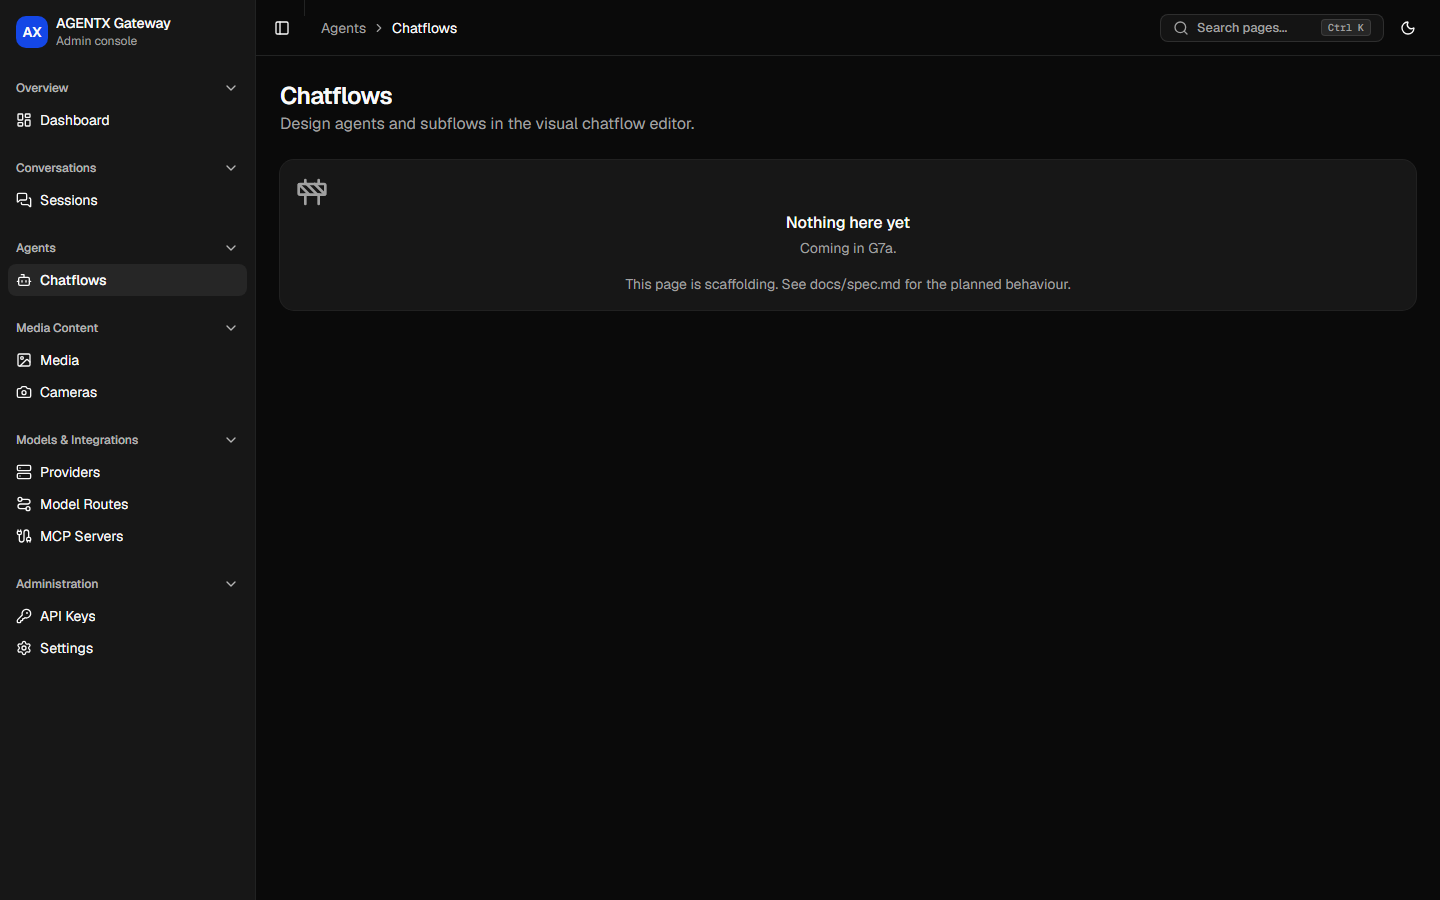 AX
AGENTX Gateway
Admin console
Overview
Dashboard
Conversations
Sessions
Agents
Chatflows
Media Content
Media
Cameras
Models & Integrations
Providers
Model Routes
MCP Servers
Administration
API Keys
Settings
Agents > Chatflows
Search pages... Ctrl K
Chatflows
Design agents and subflows in the visual chatflow editor.
Nothing here yet
Coming in G7a.
This page is scaffolding. See docs/spec.md for the planned behaviour.